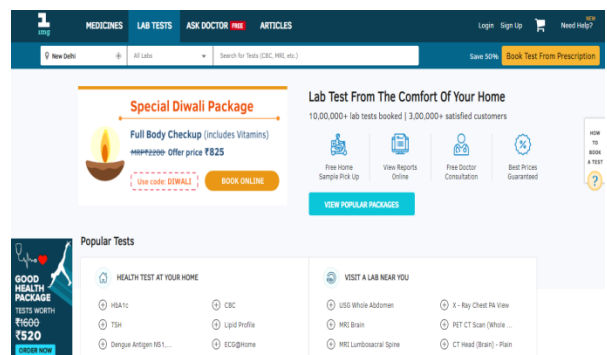 1
1mg
MEDICINES
LAB TESTS
ASK DOCTOR FREE
ARTICLES
Login Sign Up
NEW
Need Help?
New Delhi
All Labs
Search for Tests (CBC, MRI, etc.)
Save 50%
Book Test From Prescription
Special Diwali Package
Full Body Checkup (includes Vitamins)
MRP ₹2200 Offer price ₹825
Use code: DIWALI
BOOK ONLINE
Lab Test From The Comfort Of Your Home
10,00,000+ lab tests booked | 3,00,000+ satisfied customers
Free Home
Sample Pick Up
View Reports
Online
Free Doctor
Consultation
Best Prices
Guaranteed
VIEW POPULAR PACKAGES
HOW
TO
BOOK
A TEST
?
GOOD
HEALTH
PACKAGE
TESTS WORTH
₹1600
₹520
ORDER NOW
Popular Tests
HEALTH TEST AT YOUR HOME
HbA1c
CBC
TSH
Lipid Profile
Dengue Antigen NS1,...
ECG@Home
VISIT A LAB NEAR YOU
USG Whole Abdomen
X - Ray Chest PA View
MRI Brain
PET CT Scan (Whole ...
MRI Lumbosacral Spine
CT Head (Brain) - Plain